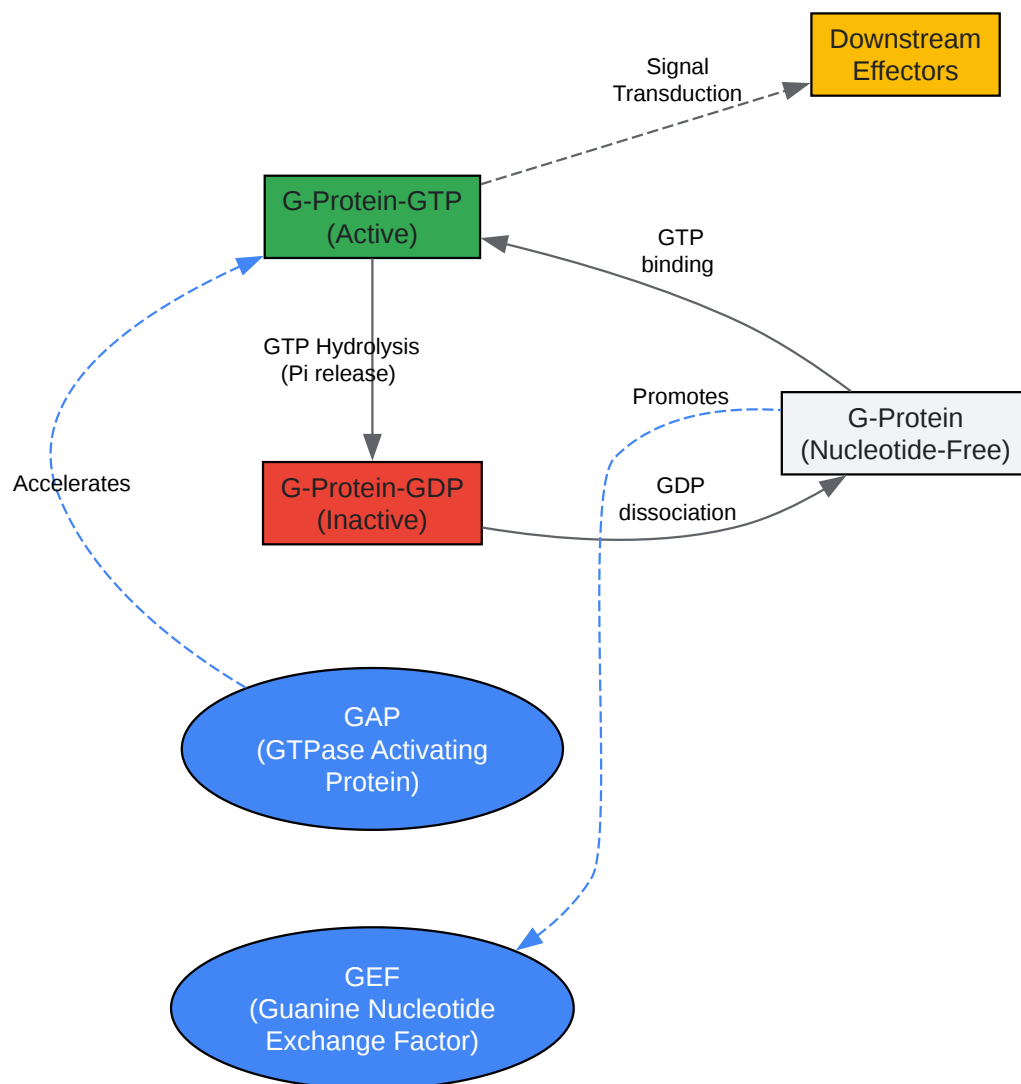 Downstream
Effectors
Signal
Transduction
G-Protein-GTP
(Active)
GTP
binding
GTP Hydrolysis
(Pi release)
Promotes
G-Protein
(Nucleotide-Free)
Accelerates
G-Protein-GDP
(Inactive)
GDP
dissociation
GAP
(GTPase Activating
Protein)
GEF
(Guanine Nucleotide
Exchange Factor)